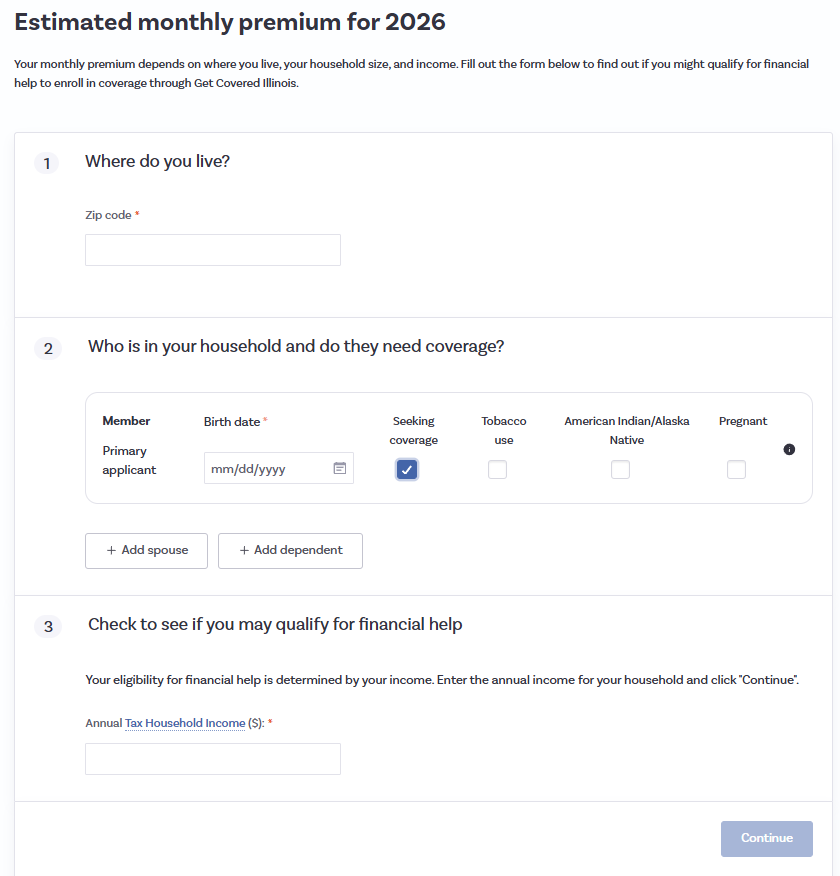 Estimated monthly premium for 2026
Your monthly premium depends on where you live, your household size, and income. Fill out the form below to find out if you might qualify for financial
help to enroll in coverage through Get Covered Illinois.
1 Where do you live?
Zip code *
2 Who is in your household and do they need coverage?
Member Birth date * Seeking coverage Tobacco use American Indian/Alaska Native Pregnant
Primary applicant mm/dd/yyyy
+ Add spouse + Add dependent
3 Check to see if you may qualify for financial help
Your eligibility for financial help is determined by your income. Enter the annual income for your household and click "Continue".
Annual Tax Household Income ($): *
Continue